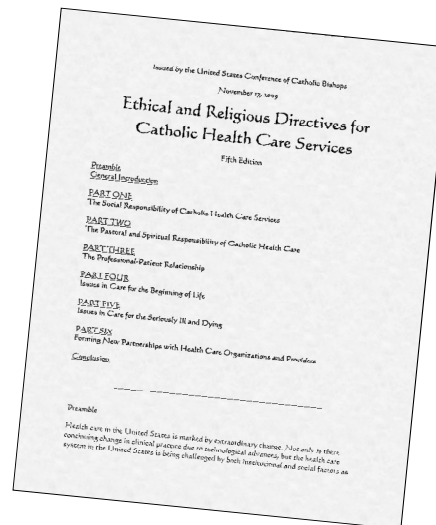 Issued by the United States Conference of Catholic Bishops
November 17, 2009
Ethical and Religious Directives for
Catholic Health Care Services
Fifth Edition
Preamble
General Introduction
PART ONE
The Social Responsibility of Catholic Health Care Services
PART TWO
The Pastoral and Spiritual Responsibility of Catholic Health Care
PART THREE
The Professional-Patient Relationship
PART FOUR
Issues in Care for the Beginning of Life
PART FIVE
Issues in Care for the Seriously Ill and Dying
PART SIX
Forming New Partnerships with Health Care Organizations and Providers
Conclusion
Preamble
Health care in the United States is marked by extraordinary change. Not only is there
continuing change in clinical practice due to technological advances, but the health care
system in the United States is being challenged by both institutional and social factors as